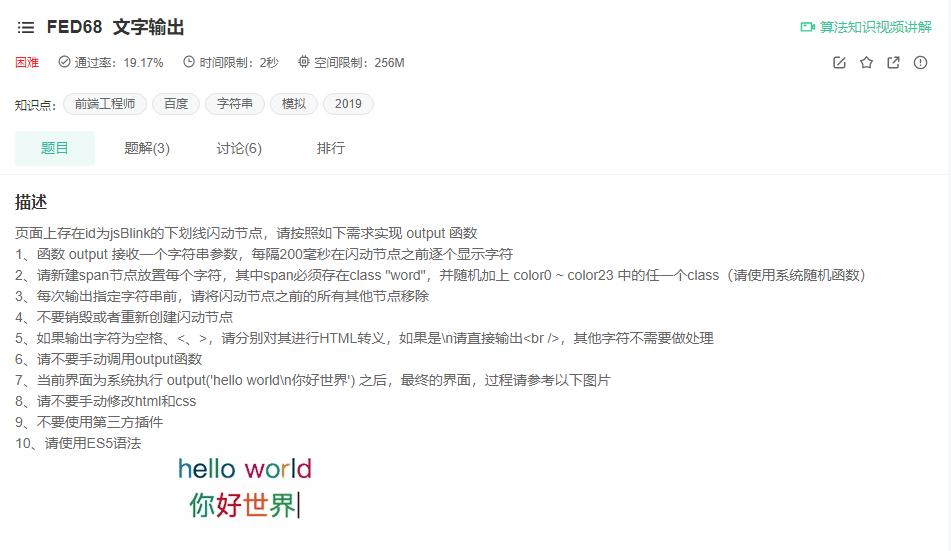 FED68 文字输出
算法知识视频讲解
困难 通过率：19.17% 时间限制：2秒 空间限制：256M
知识点： 前端工程师 百度 字符串 模拟 2019
题目 题解(3) 讨论(6) 排行
描述
页面上存在id为jsBlink的下划线闪动节点，请按照如下需求实现 output 函数
1、函数 output 接收一个字符串参数，每隔200毫秒在闪动节点之前逐个显示字符
2、请新建span节点放置每个字符，其中span必须存在class "word"，并随机加上 color0 ~ color23 中的任一个class（请使用系统随机函数）
3、每次输出指定字符串前，请将闪动节点之前的所有其他节点移除
4、不要销毁或者重新创建闪动节点
5、如果输出字符为空格、<、>，请分别对其进行HTML转义，如果是\n请直接输出<br />，其他字符不需要做处理
6、请不要手动调用output函数
7、当前界面为系统执行 output('hello world\n你好世界') 之后，最终的界面，过程请参考以下图片
8、请不要手动修改html和css
9、不要使用第三方插件
10、请使用ES5语法
hello world
你好世界